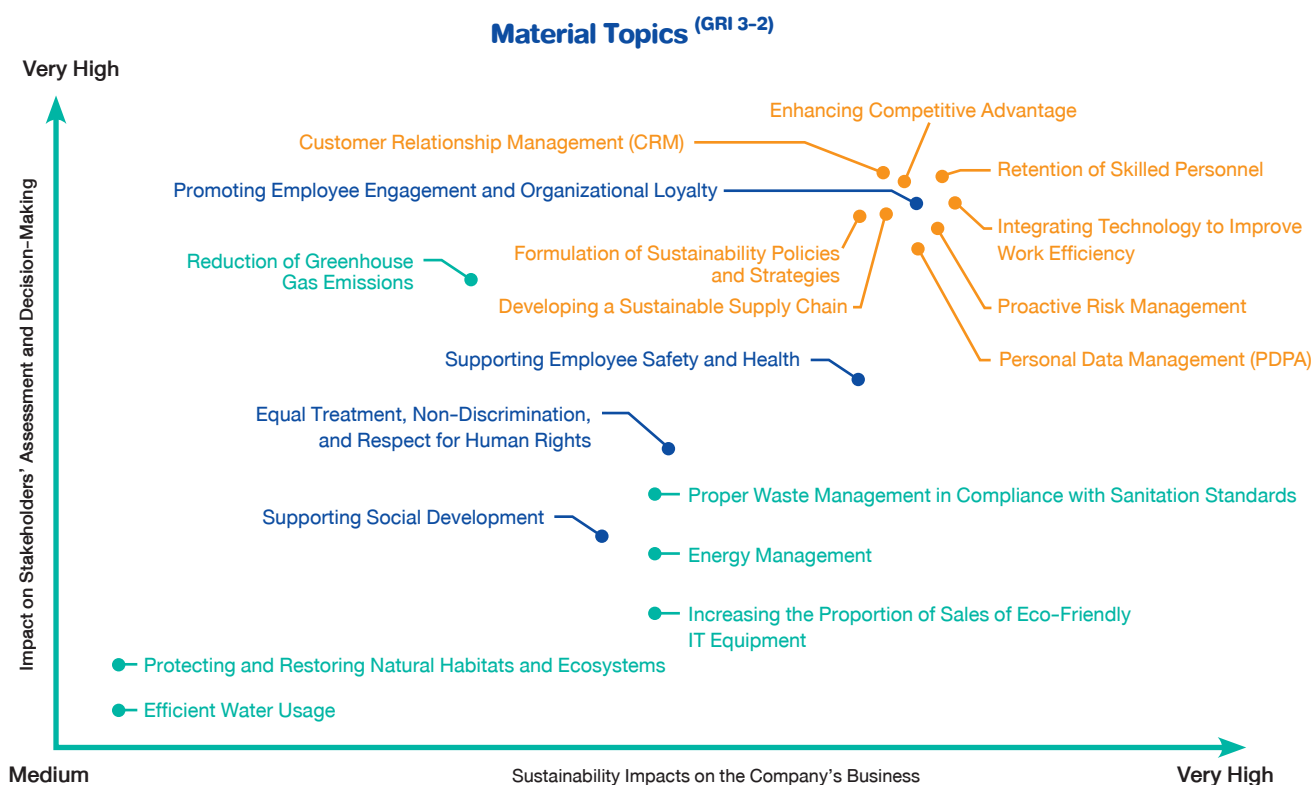 Material Topics (GRI 3-2)
Very High
Enhancing Competitive Advantage
Customer Relationship Management (CRM)
Retention of Skilled Personnel
Promoting Employee Engagement and Organizational Loyalty
Integrating Technology to Improve
Work Efficiency
Formulation of Sustainability Policies
and Strategies
Reduction of Greenhouse
Gas Emissions
Developing a Sustainable Supply Chain
Proactive Risk Management
Supporting Employee Safety and Health
Personal Data Management (PDPA)
Equal Treatment, Non-Discrimination,
and Respect for Human Rights
Proper Waste Management in Compliance with Sanitation Standards
Supporting Social Development
Energy Management
Increasing the Proportion of Sales of Eco-Friendly
IT Equipment
Protecting and Restoring Natural Habitats and Ecosystems
Efficient Water Usage
Impact on Stakeholders' Assessment and Decision-Making
Medium
Sustainability Impacts on the Company's Business
Very High